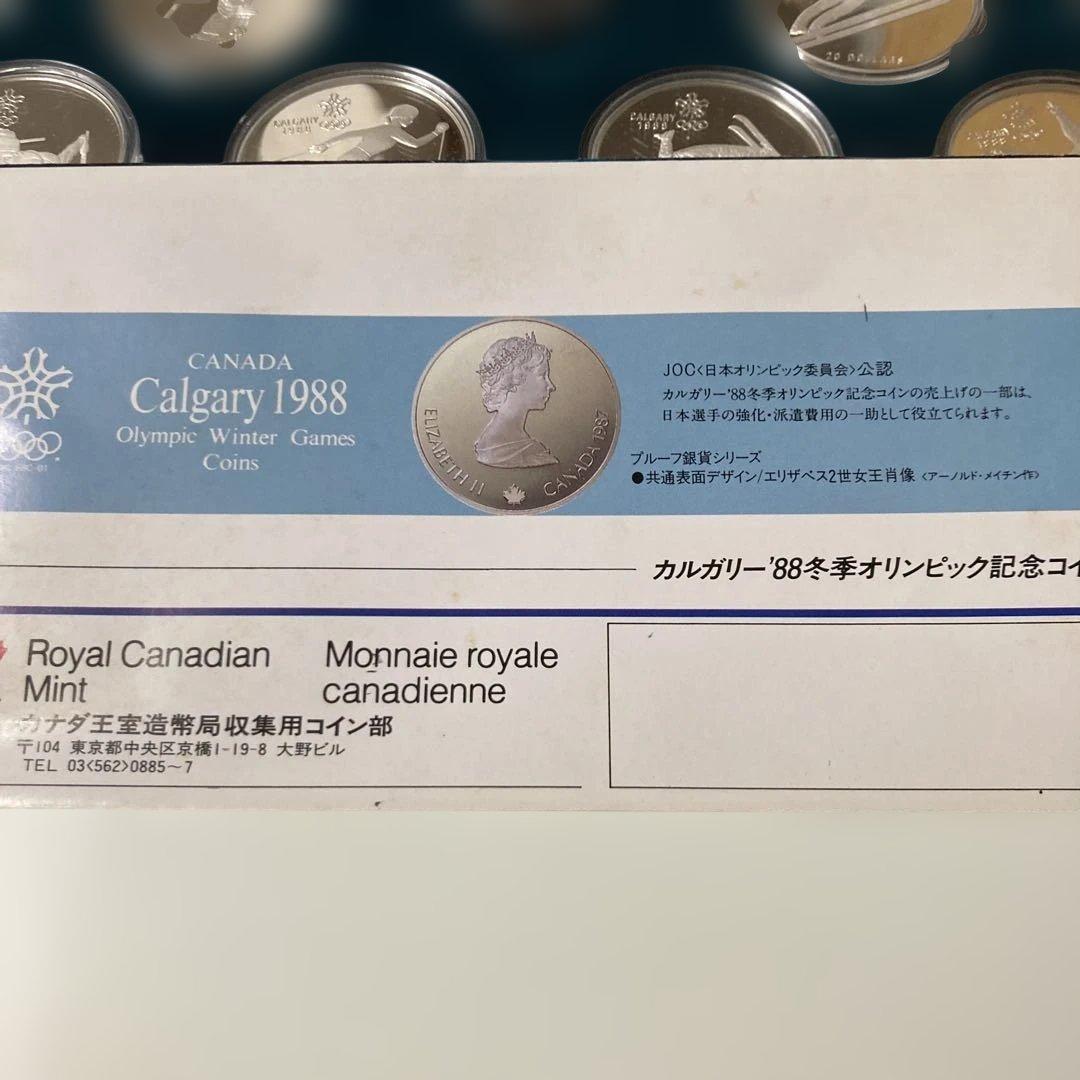 20 DOLLARS
CALGARY
1988
CALGARY
1988
CALGARY
1988
CANADA
Calgary 1988
Olympic Winter Games
Coins
ELIZABETH II
CANADA 1987
JOC<日本オリンピック委員会>公認
カルガリー'88冬季オリンピック記念コインの売上げの一部は、
日本選手の強化・派遣費用の一助として役立てられます。
プルーフ銀貨シリーズ
●共通表面デザイン/エリザベス2世女王肖像〈アーノルド・メイチン作〉
カルガリー'88冬季オリンピック記念コイ
Royal Canadian
Mint
Monnaie royale
canadienne
カナダ王室造幣局収集用コイン部
〒104 東京都中央区京橋1-19-8 大野ビル
TEL 03<562>0885~7